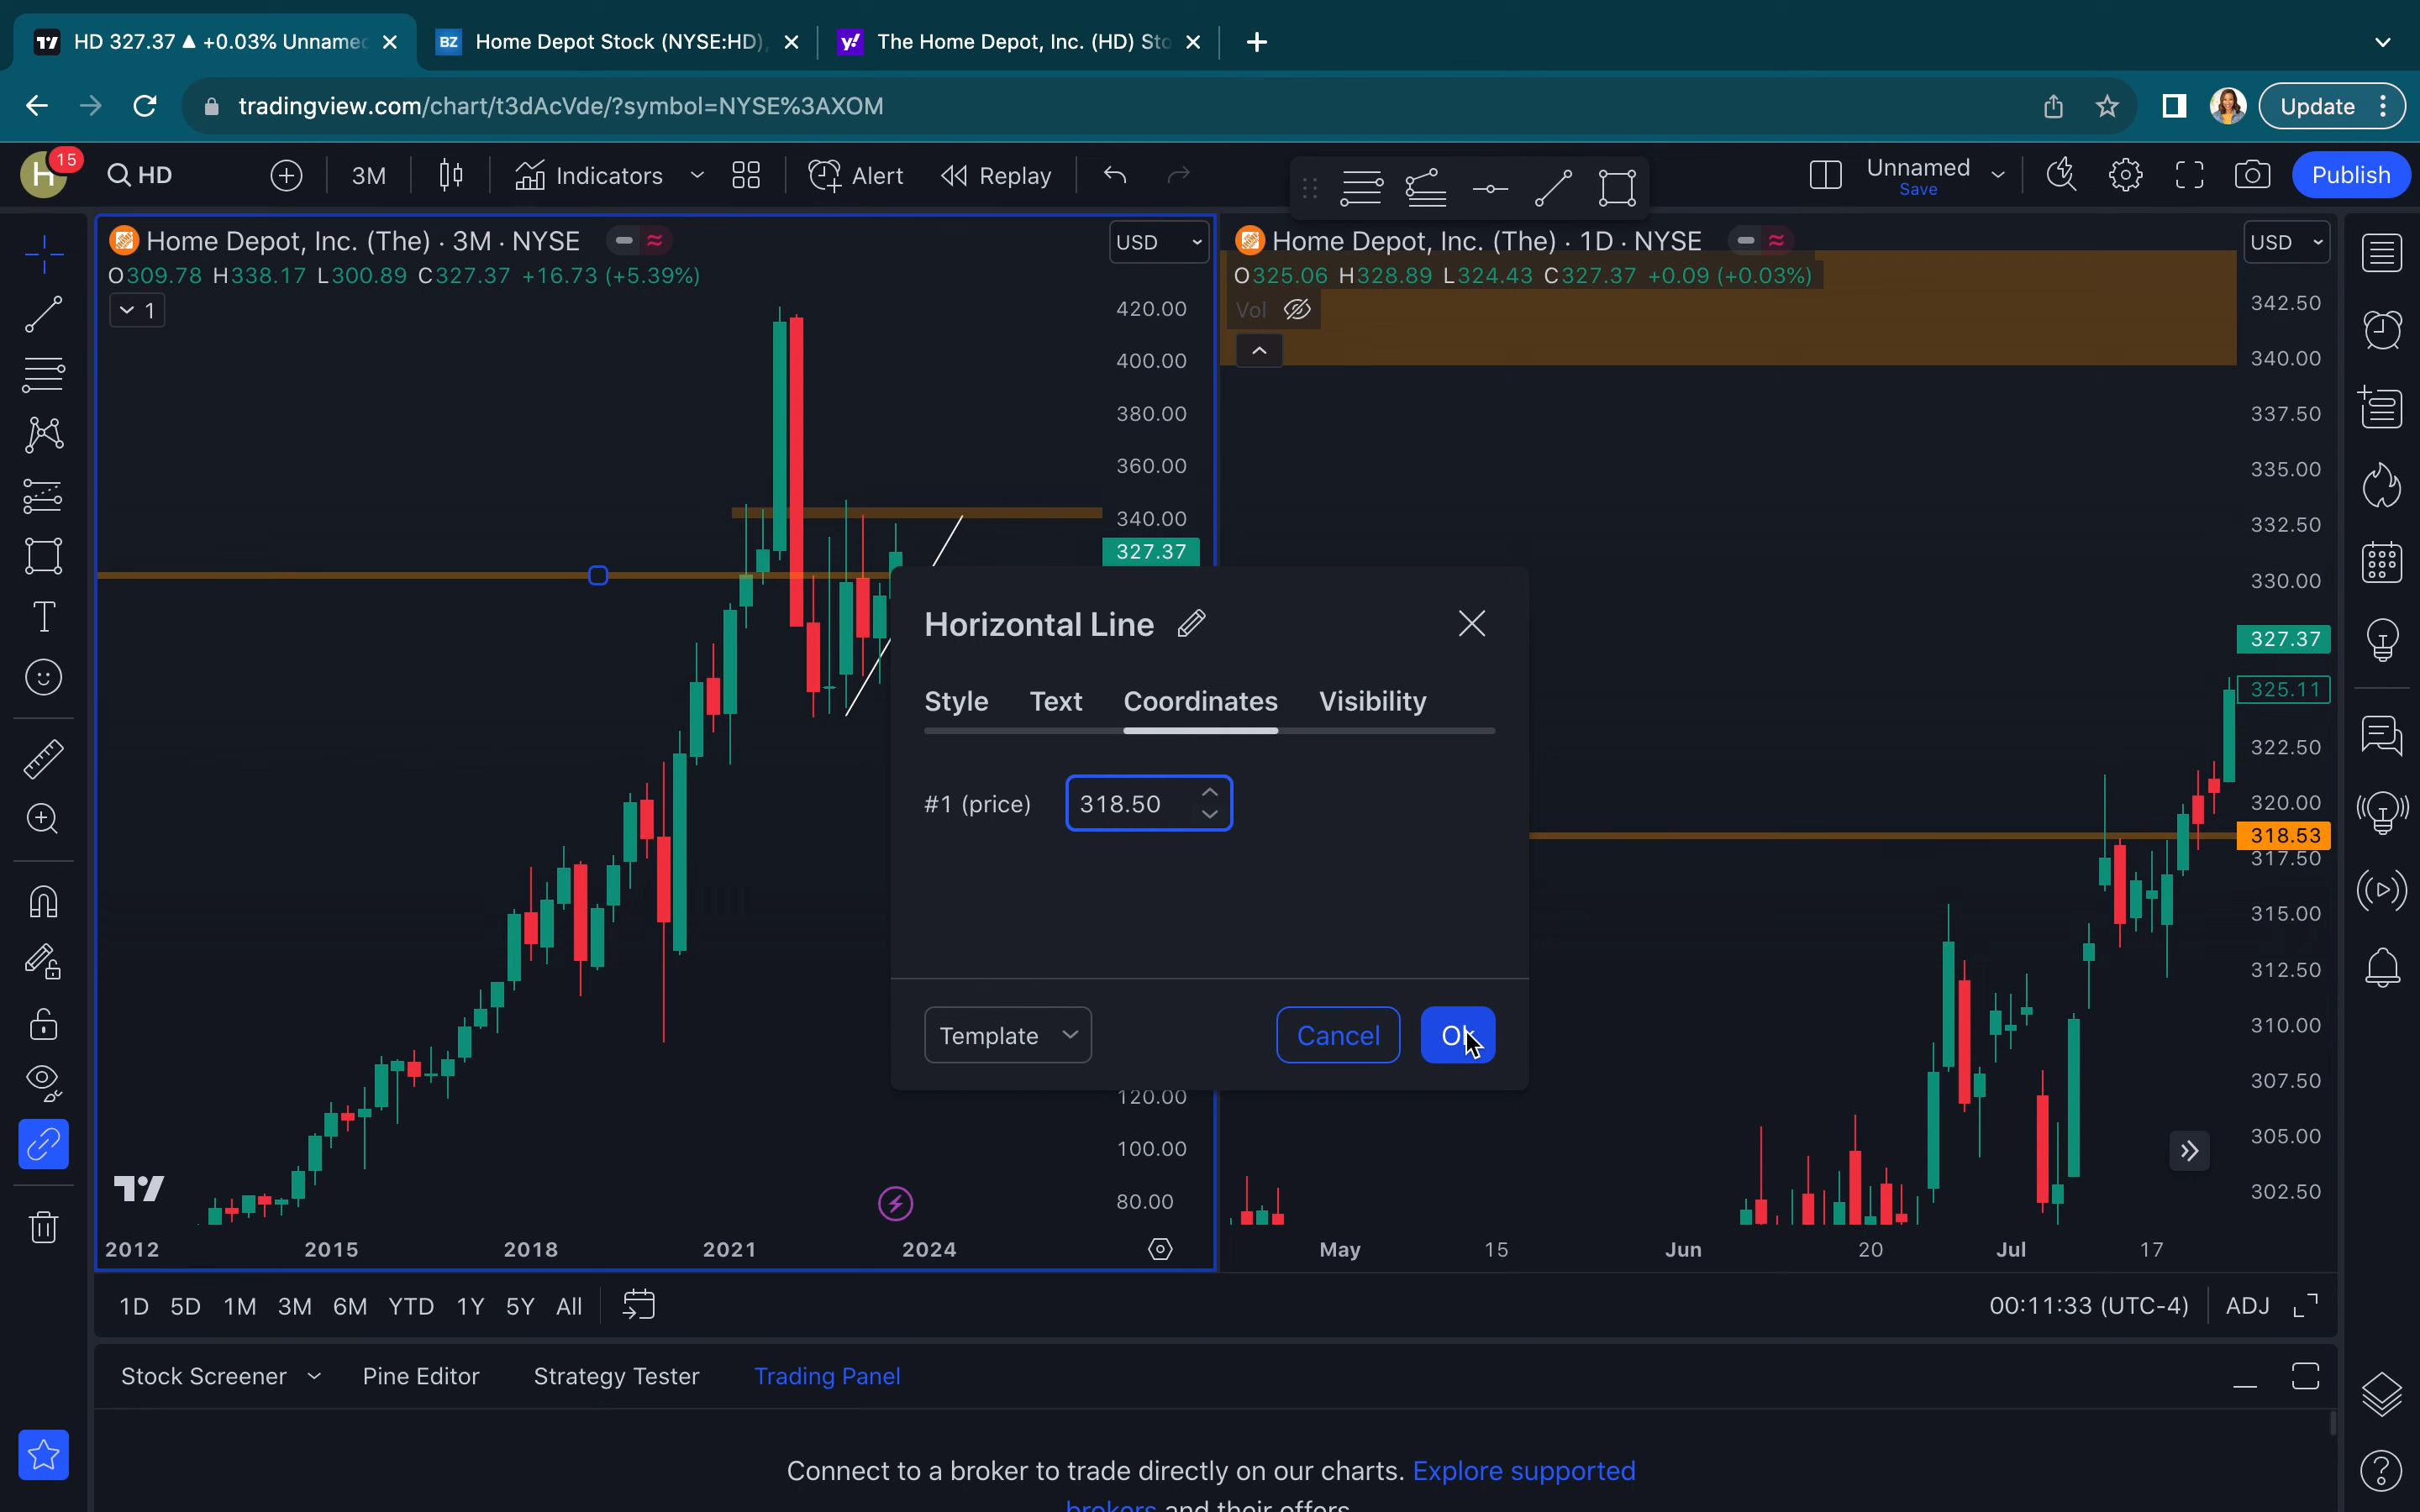 HD 327.37 ▲ +0.03% Unname
BZ Home Depot Stock (NYSE:HD),
y! The Home Depot, Inc. (HD) Sto
tradingview.com/chart/t3dAcVde/?symbol=NYSE%3AXOM
Update
H 15
HD
3M
Indicators
Alert
Replay
Unnamed
Save
Publish
Home Depot, Inc. (The) · 3M · NYSE
USD
O309.78 H338.17 L300.89 C327.37 +16.73 (+5.39%)
1
420.00
400.00
380.00
360.00
340.00
327.37
120.00
100.00
80.00
2012 2015 2018 2021 2024
Home Depot, Inc. (The) · 1D · NYSE
USD
O325.06 H328.89 L324.43 C327.37 +0.09 (+0.03%)
Vol
342.50
340.00
337.50
335.00
332.50
330.00
327.37
325.11
322.50
320.00
318.53
317.50
315.00
312.50
310.00
307.50
305.00
302.50
May 15 Jun 20 Jul 17
Horizontal Line
Style Text Coordinates Visibility
#1 (price) 318.50
Template Cancel Ok
1D 5D 1M 3M 6M YTD 1Y 5Y All
00:11:33 (UTC-4) ADJ
Stock Screener Pine Editor Strategy Tester Trading Panel
Connect to a broker to trade directly on our charts. Explore supported
brokers and their offers.